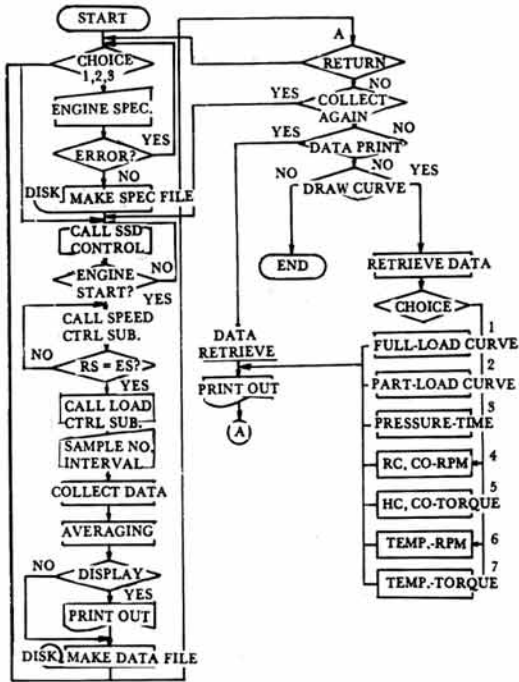 START
CHOICE
1,2,3
ENGINE SPEC.
YES
ERROR?
NO
DISK
MAKE SPEC FILE
CALL SSD
CONTROL
NO
ENGINE
START?
YES
CALL SPEED
CTRL SUB.
NO
RS = ES?
YES
CALL LOAD
CTRL SUB.
SAMPLE NO,
INTERVAL
COLLECT DATA
AVERAGING
NO
DISPLAY
YES
PRINT OUT
DISK
MAKE DATA FILE
A
RETURN
NO
YES
COLLECT
AGAIN
YES
NO
DATA PRINT
NO
NO
YES
DRAW CURVE
END
RETRIEVE DATA
CHOICE
DATA
RETRIEVE
PRINT OUT
A
1
FULL-LOAD CURVE
2
PART-LOAD CURVE
3
PRESSURE-TIME
4
RC, CO-RPM
5
HC, CO-TORQUE
6
TEMP.-RPM
7
TEMP.-TORQUE